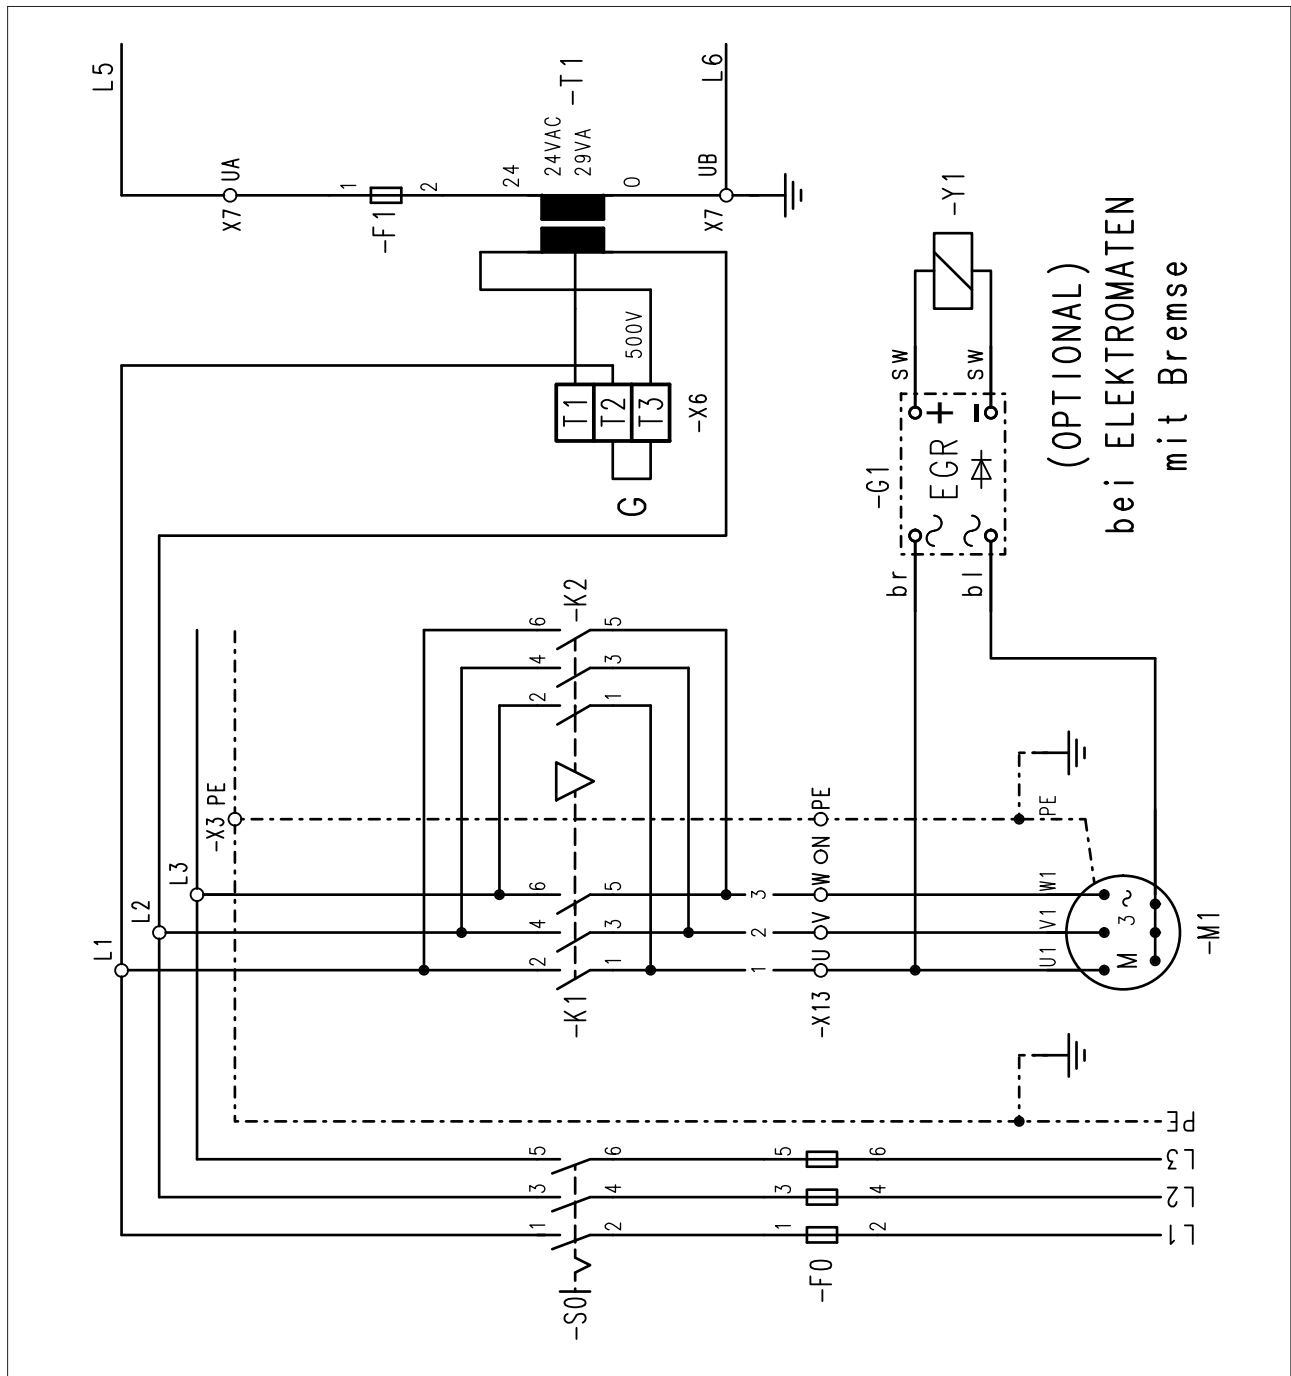 L1
L2
L3
PE
-F0
1
2
3
4
5
6
-S0
1
2
3
4
5
6
L1
L2
L3
-X3 PE
-K1
2
1
4
3
6
5
-K2
2
1
4
3
6
5
1
2
3
-X13
U
V
W
N
PE
U1
V1
W1
PE
M
3
~
-M1
br
bl
-G1
EGR
~
~
+
-
sw
sw
-Y1
(OPTIONAL)
bei ELEKTROMATEN
mit Bremse
G
T1
T2
T3
-X6
500V
L5
X7
UA
1
2
-F1
24
0
24VAC
29VA
-T1
X7
UB
L6